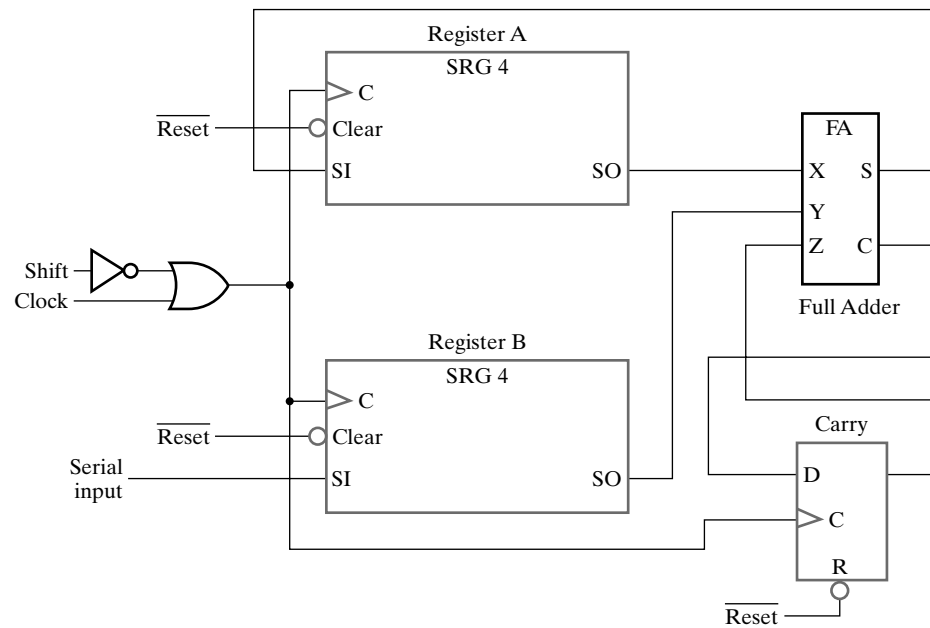 Register A
SRG 4
C
Reset
Clear
SI
SO
FA
X
S
Y
Z
C
Full Adder
Shift
Clock
Register B
SRG 4
C
Reset
Clear
Serial
input
SI
SO
Carry
D
C
R
Reset